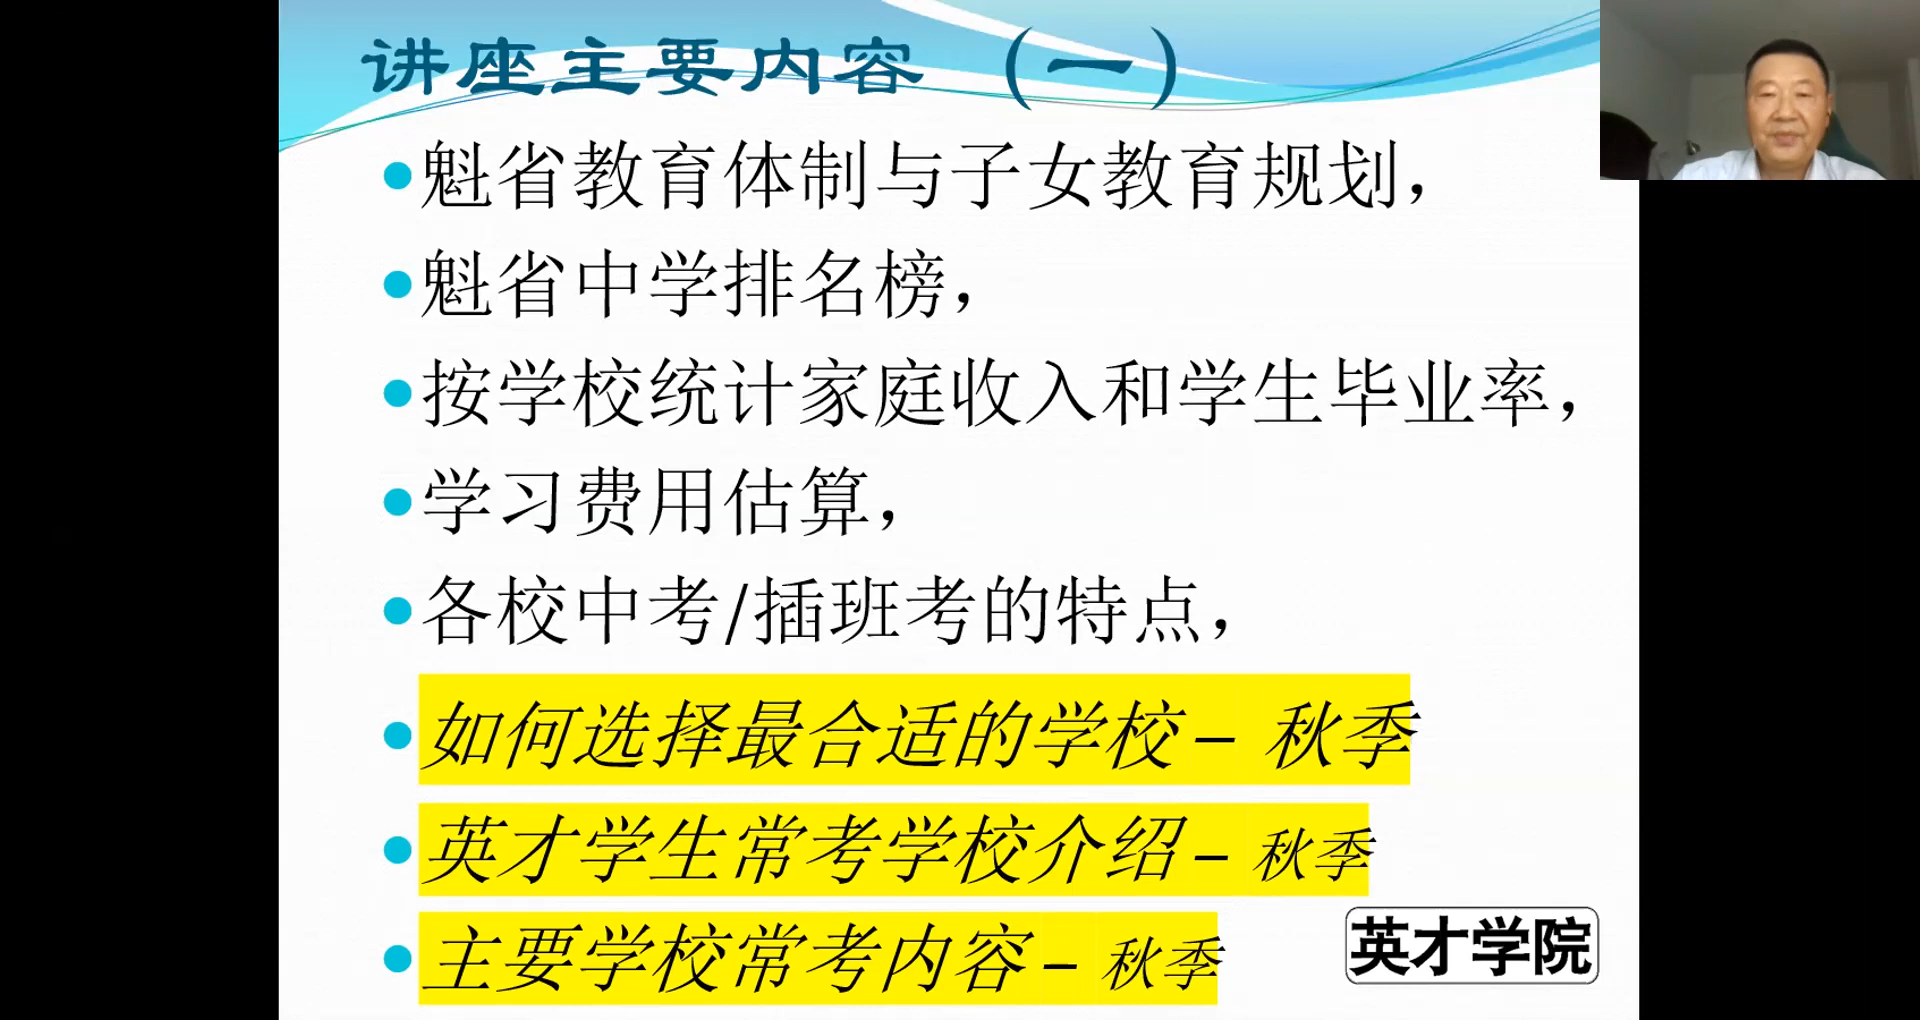 讲座主要内容 （一）
魁省教育体制与子女教育规划，
魁省中学排名榜，
按学校统计家庭收入和学生毕业率，
学习费用估算，
各校中考/插班考的特点，
如何选择最合适的学校– 秋季
英才学生常考学校介绍– 秋季
主要学校常考内容– 秋季
英才学院